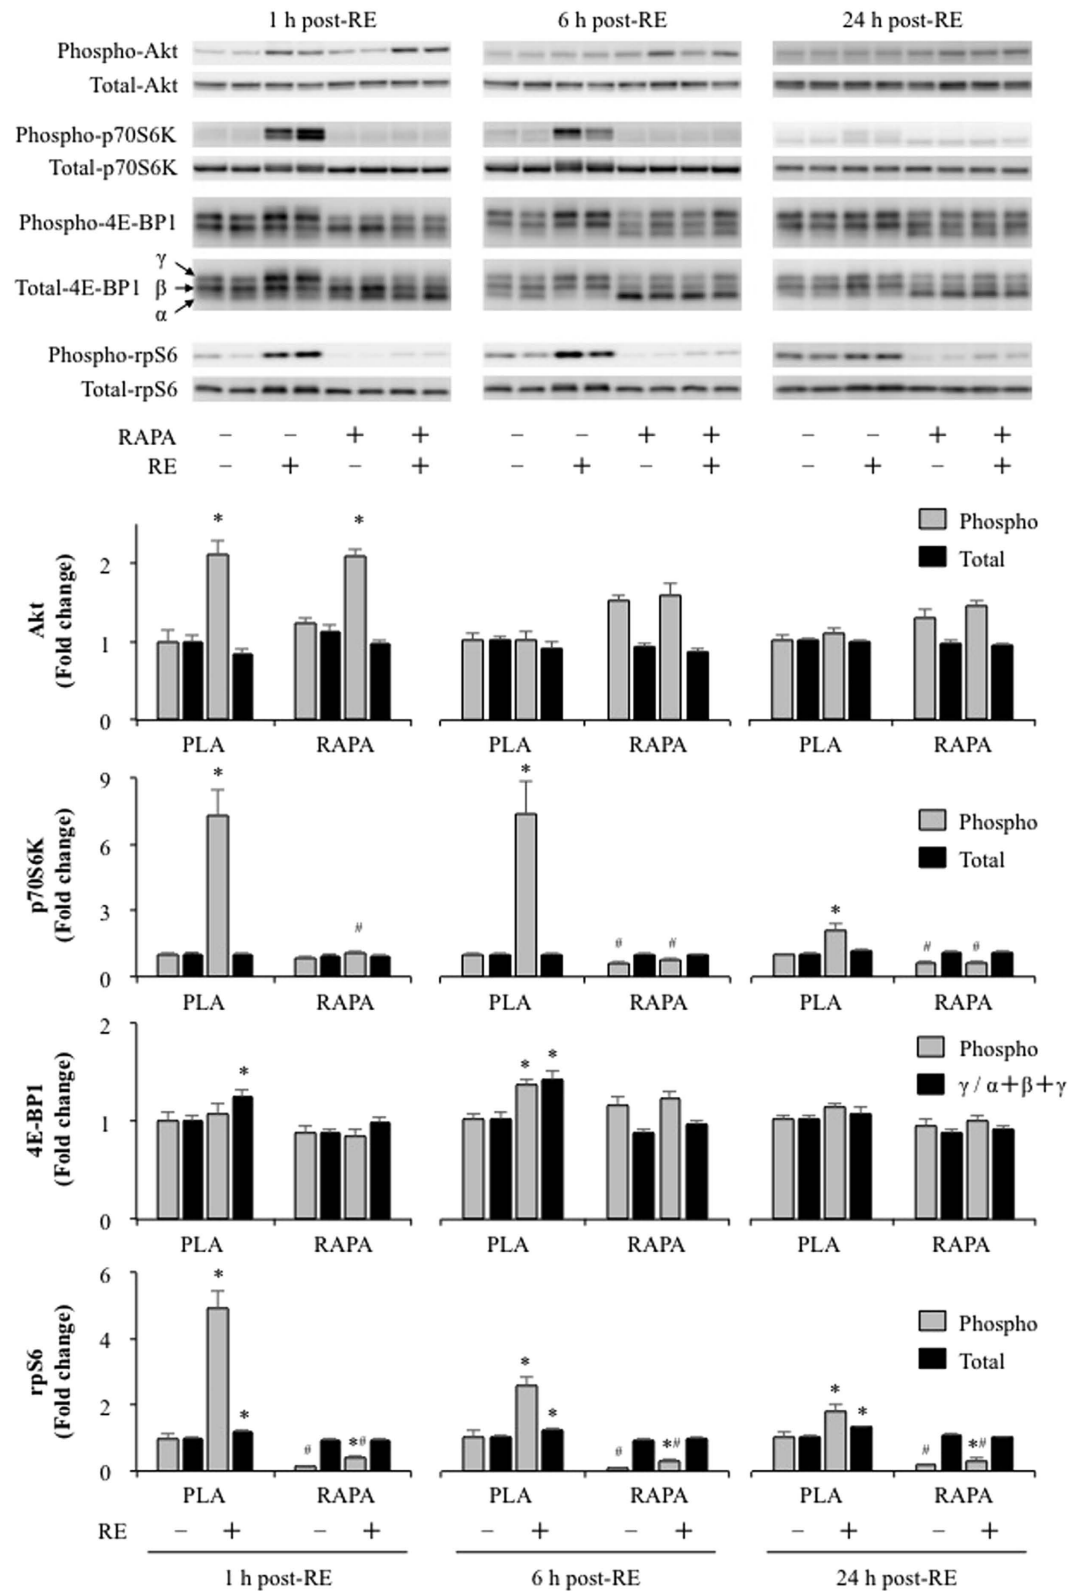 1 h post-RE 6 h post-RE 24 h post-RE
Phospho-Akt
Total-Akt
Phospho-p70S6K
Total-p70S6K
Phospho-4E-BP1
γ
Total-4E-BP1 β
α
Phospho-rpS6
Total-rpS6
RAPA − − + + − − + + − − + +
RE − + − + − + − + − + − +
Akt
(Fold change)
2
1
0
* *
Phospho
Total
PLA RAPA PLA RAPA PLA RAPA
p70S6K
(Fold change)
9
6
3
0
* # * # # * # #
Phospho
Total
PLA RAPA PLA RAPA PLA RAPA
4E-BP1
(Fold change)
2
1
0
* * *
Phospho
γ / α+β+γ
PLA RAPA PLA RAPA PLA RAPA
rpS6
(Fold change)
6
4
2
0
* * # *# * * # *# * * # *#
Phospho
Total
PLA RAPA PLA RAPA PLA RAPA
RE − + − + − + − + − + − +
1 h post-RE 6 h post-RE 24 h post-RE